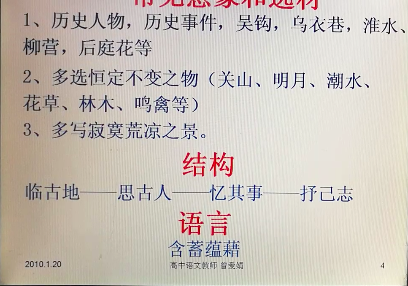 常见意象和选材
1、历史人物，历史事件，吴钩，乌衣巷，淮水、
柳营，后庭花等
2、多选恒定不变之物（关山、明月、潮水、
花草、林木、鸣禽等）
3、多写寂寞荒凉之景。
结构
临古地——思古人——忆其事——抒己志
语言
含蓄蕴藉
2010.1.20 高中语文教师 曾爱娟 4